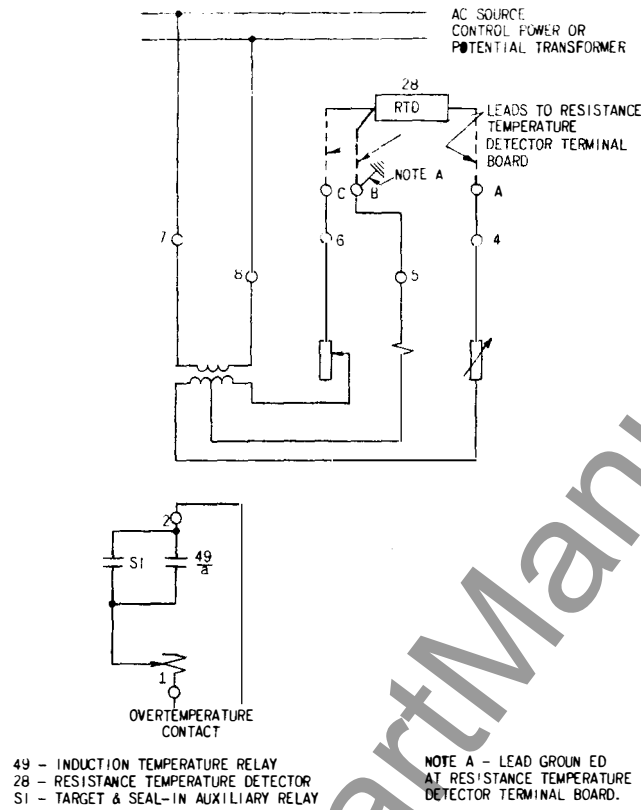 AC SOURCE
CONTROL POWER OR
POTENTIAL TRANSFORMER
28
RTD
LEADS TO RESISTANCE
TEMPERATURE
DETECTOR TERMINAL
BOARD
NOTE A
C B
A
7
6
4
8
5
2
SI
49
a
1
OVERTEMPERATURE
CONTACT
49 - INDUCTION TEMPERATURE RELAY
28 - RESISTANCE TEMPERATURE DETECTOR
SI - TARGET & SEAL-IN AUXILIARY RELAY
NOTE A - LEAD GROUN ED
AT RESISTANCE TEMPERATURE
DETECTOR TERMINAL BOARD.
artManu